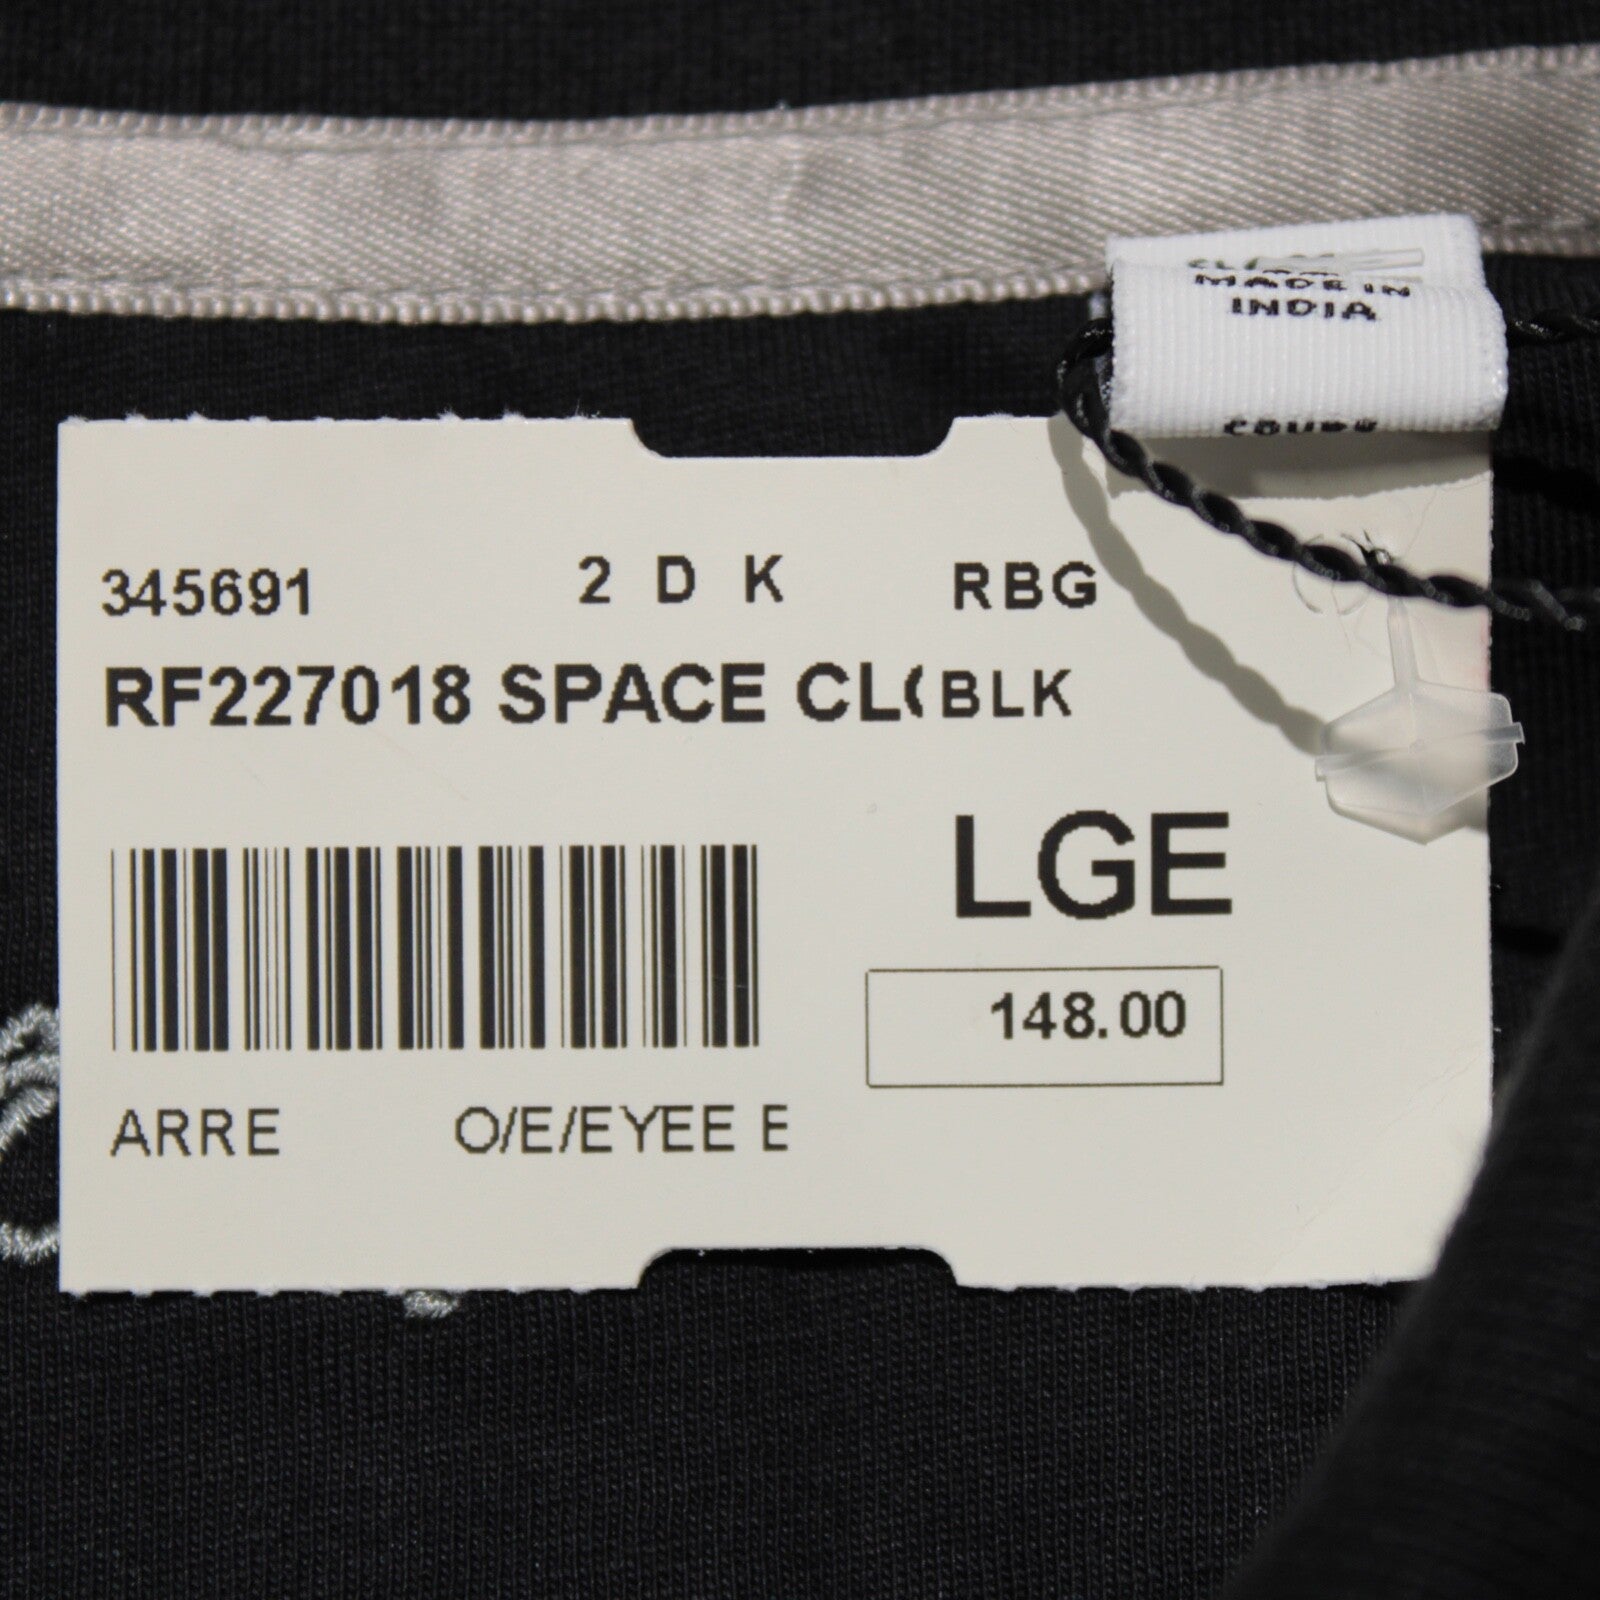 MADE IN
INDIA
345691 2 D K RBG
RF227018 SPACE CL BLK
LGE
148.00
ARRE O/E/EYEE E